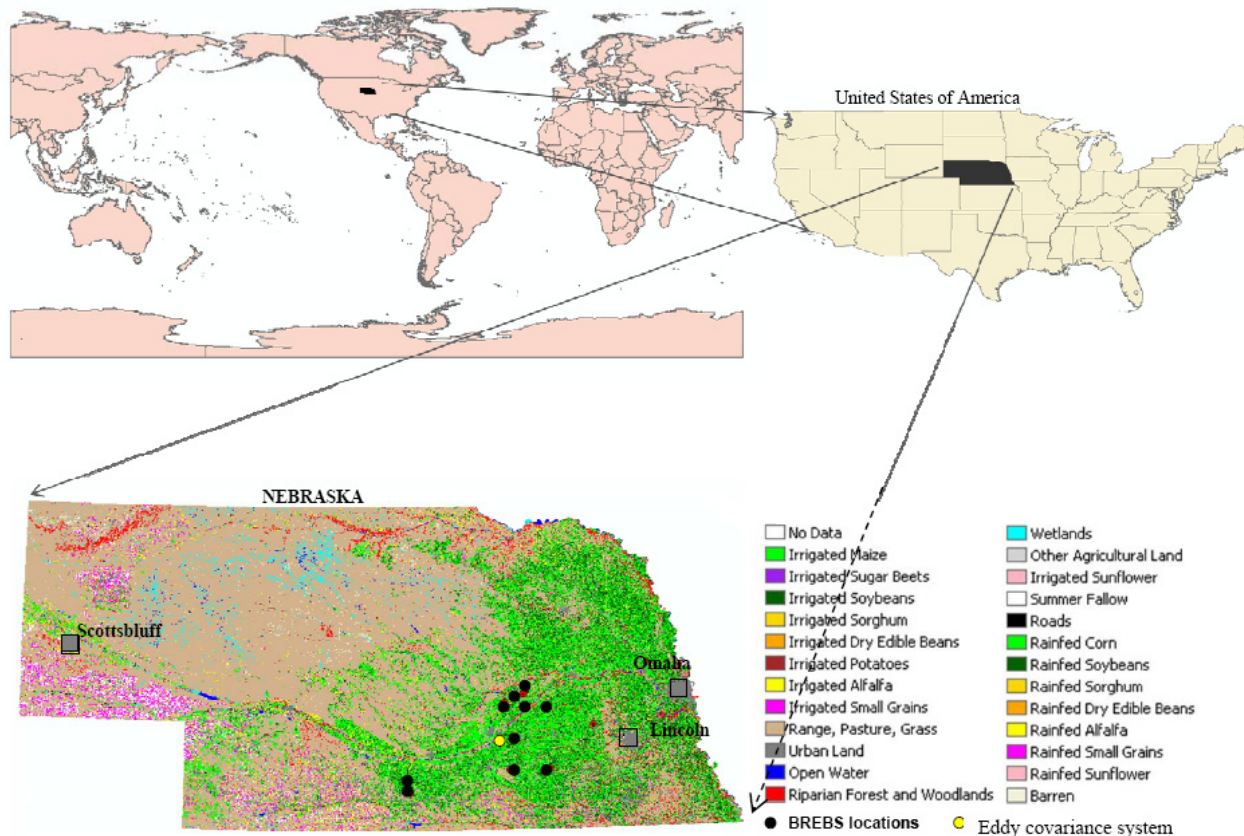 United States of America
NEBRASKA
Scottsbluff
Omaha
Lincoln
No Data
Irrigated Maize
Irrigated Sugar Beets
Irrigated Soybeans
Irrigated Sorghum
Irrigated Dry Edible Beans
Irrigated Potatoes
Irrigated Alfalfa
Irrigated Small Grains
Range, Pasture, Grass
Urban Land
Open Water
Riparian Forest and Woodlands
Wetlands
Other Agricultural Land
Irrigated Sunflower
Summer Fallow
Roads
Rainfed Corn
Rainfed Soybeans
Rainfed Sorghum
Rainfed Dry Edible Beans
Rainfed Alfalfa
Rainfed Small Grains
Rainfed Sunflower
Barren
BREBS locations
Eddy covariance system